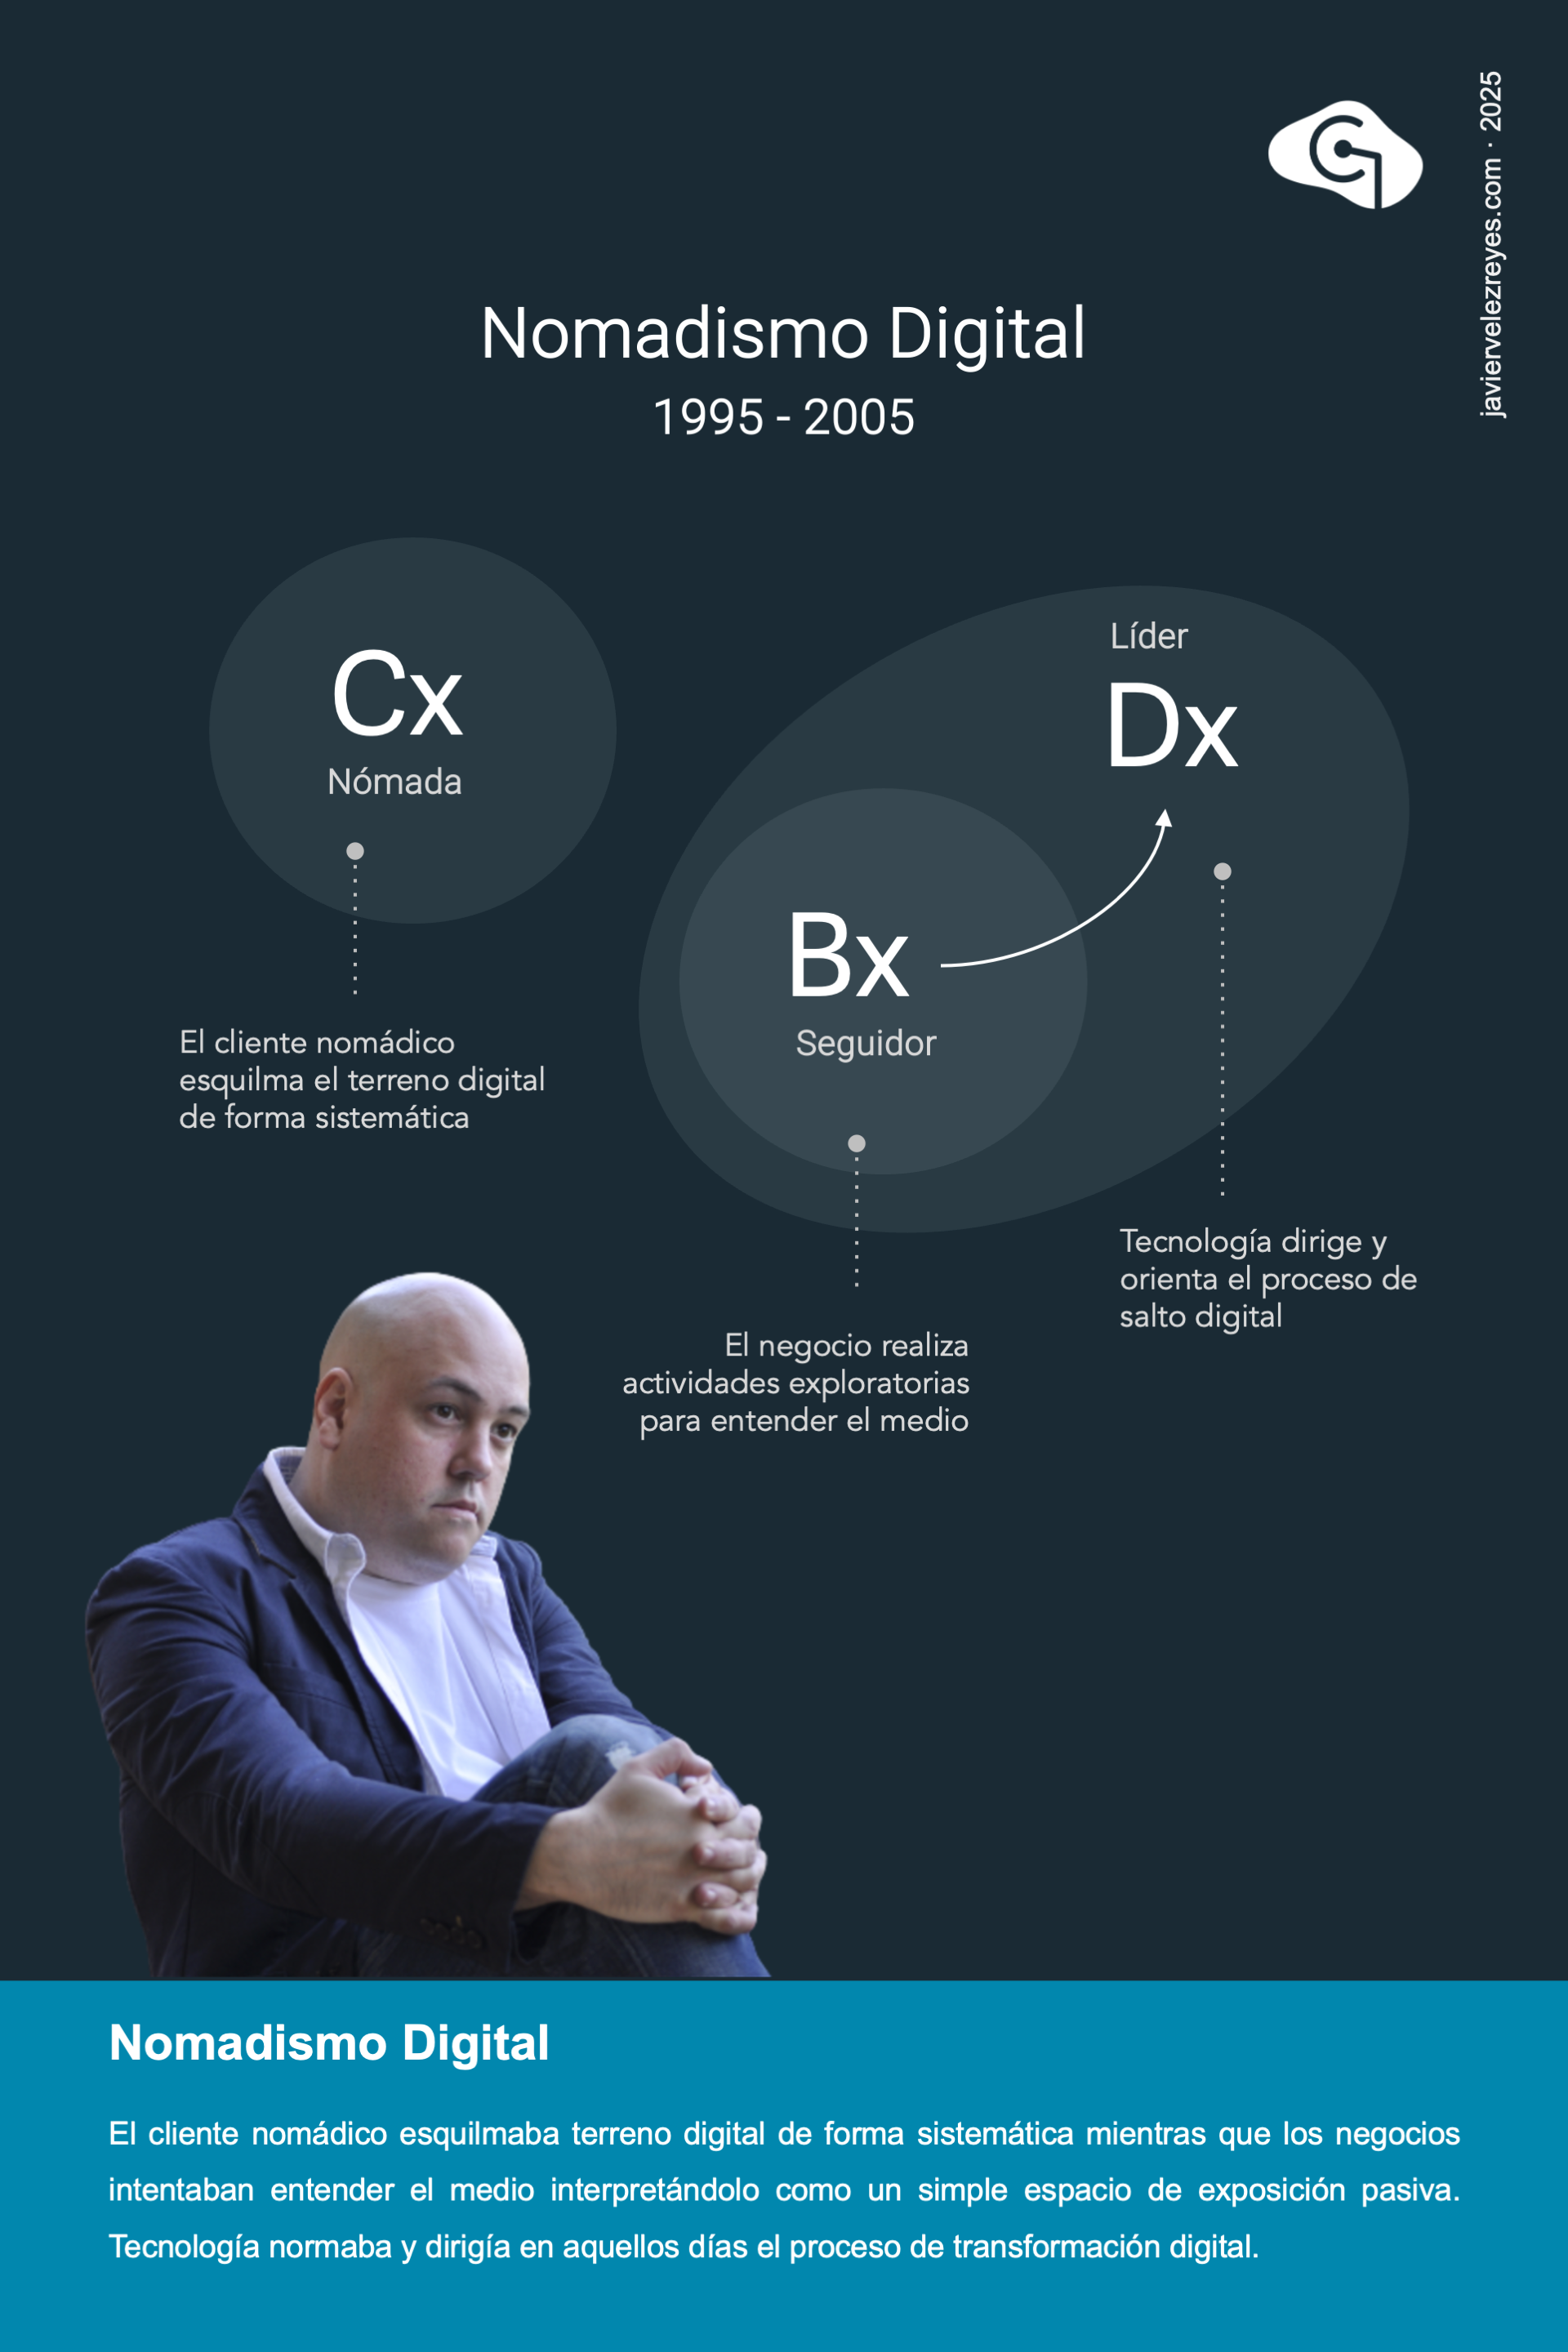 javiervelezreyes.com · 2025
Nomadismo Digital
1995 - 2005
Cx
Nómada
Líder
Dx
Bx
Seguidor
El cliente nomádico
esquilma el terreno digital
de forma sistemática
Tecnología dirige y
orienta el proceso de
salto digital
El negocio realiza
actividades exploratorias
para entender el medio
Nomadismo Digital
El cliente nomádico esquilmaba terreno digital de forma sistemática mientras que los negocios
intentaban entender el medio interpretándolo como un simple espacio de exposición pasiva.
Tecnología normaba y dirigía en aquellos días el proceso de transformación digital.